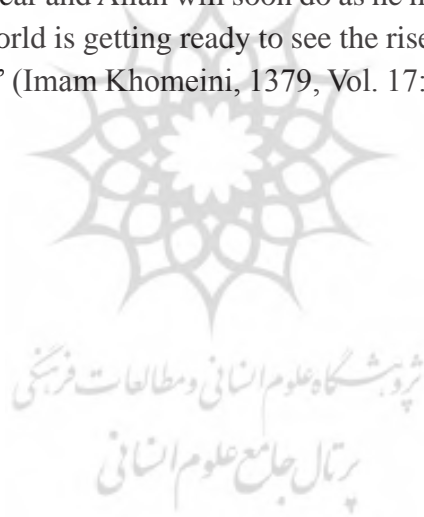 ear and Allah will soon do as he h
orld is getting ready to see the rise
” (Imam Khomeini, 1379, Vol. 17:
پژوهشگاه علوم انسانی و مطالعات فرهنگی
پرتال جامع علوم انسانی